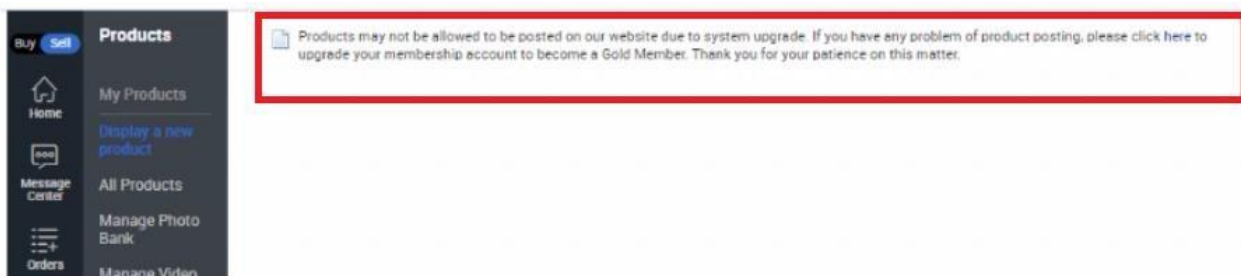 Buy Sell
Home
Message
Center
Orders
Products
My Products
Display a new
product
All Products
Manage Photo
Bank
Manage Video
Products may not be allowed to be posted on our website due to system upgrade. If you have any problem of product posting, please click here to
upgrade your membership account to become a Gold Member. Thank you for your patience on this matter.